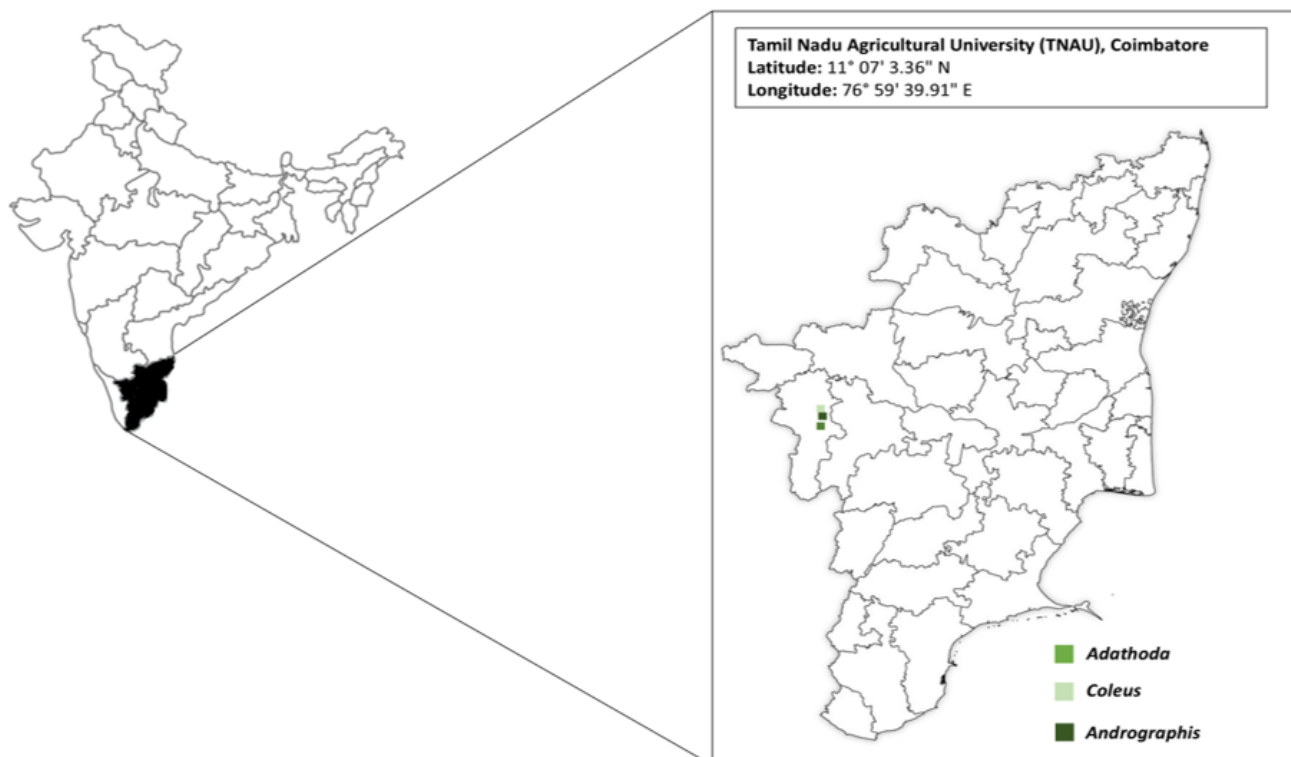 Tamil Nadu Agricultural University (TNAU), Coimbatore
Latitude: 11° 07' 3.36" N
Longitude: 76° 59' 39.91" E
Adathoda
Coleus
Andrographis